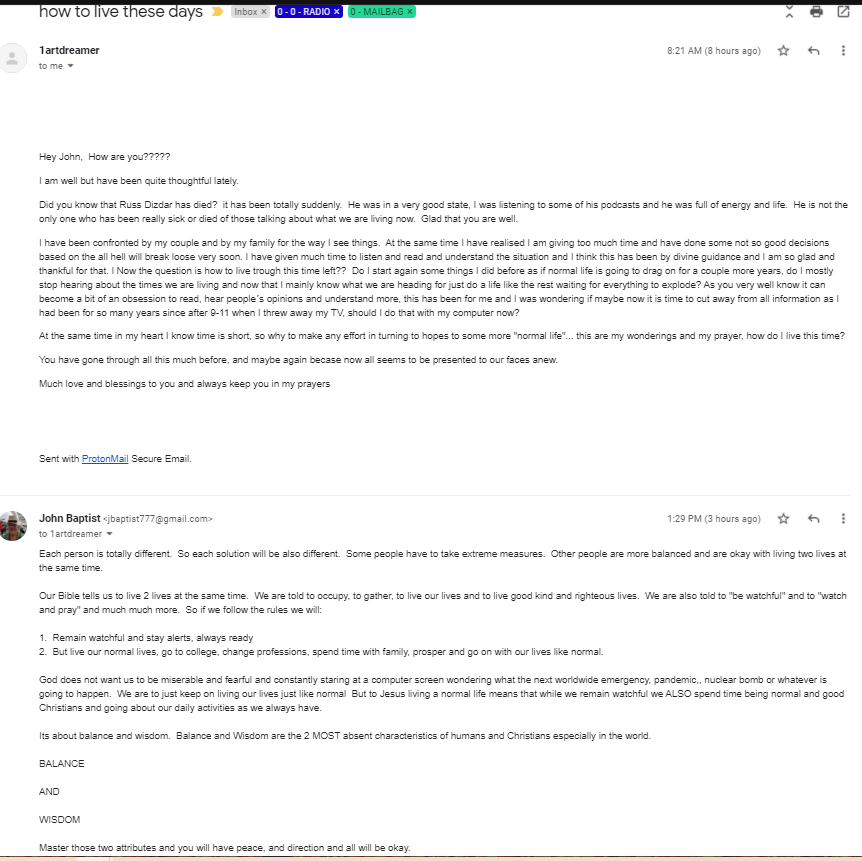 how to live these days Inbox × 0 - 0 - RADIO × 0 - MAILBAG ×
1artdreamer 8:21 AM (8 hours ago)
to me
Hey John,  How are you?????
I am well but have been quite thoughtful lately.
Did you know that Russ Dizdar has died?  it has been totally suddenly.  He was in a very good state, I was listening to some of his podcasts and he was full of energy and life.  He is not the
only one who has been really sick or died of those talking about what we are living now.  Glad that you are well.
I have been confronted by my couple and by my family for the way I see things.  At the same time I have realised I am giving too much time and have done some not so good decisions
based on the all hell will break loose very soon. I have given much time to listen and read and understand the situation and I think this has been by divine guidance and I am so glad and
thankful for that. I Now the question is how to live trough this time left??  Do I start again some things I did before as if normal life is going to drag on for a couple more years, do I mostly
stop hearing about the times we are living and now that I mainly know what we are heading for just do a life like the rest waiting for everything to explode? As you very well know it can
become a bit of an obsession to read, hear people´s opinions and understand more, this has been for me and I was wondering if maybe now it is time to cut away from all information as I
had been for so many years since after 9-11 when I threw away my TV, should I do that with my computer now?
At the same time in my heart I know time is short, so why to make any effort in turning to hopes to some more "normal life"... this are my wonderings and my prayer, how do I live this time?
You have gone through all this much before, and maybe again becase now all seems to be presented to our faces anew.
Much love and blessings to you and always keep you in my prayers
Sent with ProtonMail Secure Email.
John Baptist <jbaptist777@gmail.com> 1:29 PM (3 hours ago)
to 1artdreamer
Each person is totally different.  So each solution will be also different.  Some people have to take extreme measures.  Other people are more balanced and are okay with living two lives at
the same time.
Our Bible tells us to live 2 lives at the same time.  We are told to occupy, to gather, to live our lives and to live good kind and righteous lives.  We are also told to "be watchful" and to "watch
and pray" and much much more.  So if we follow the rules we will:
1.  Remain watchful and stay alerts, always ready
2.  But live our normal lives, go to college, change professions, spend time with family, prosper and go on with our lives like normal.
God does not want us to be miserable and fearful and constantly staring at a computer screen wondering what the next worldwide emergency, pandemic,, nuclear bomb or whatever is
going to happen.  We are to just keep on living our lives just like normal  But to Jesus living a normal life means that while we remain watchful we ALSO spend time being normal and good
Christians and going about our daily activities as we always have.
Its about balance and wisdom.  Balance and Wisdom are the 2 MOST absent characteristics of humans and Christians especially in the world.
BALANCE
AND
WISDOM
Master those two attributes and you will have peace, and direction and all will be okay.